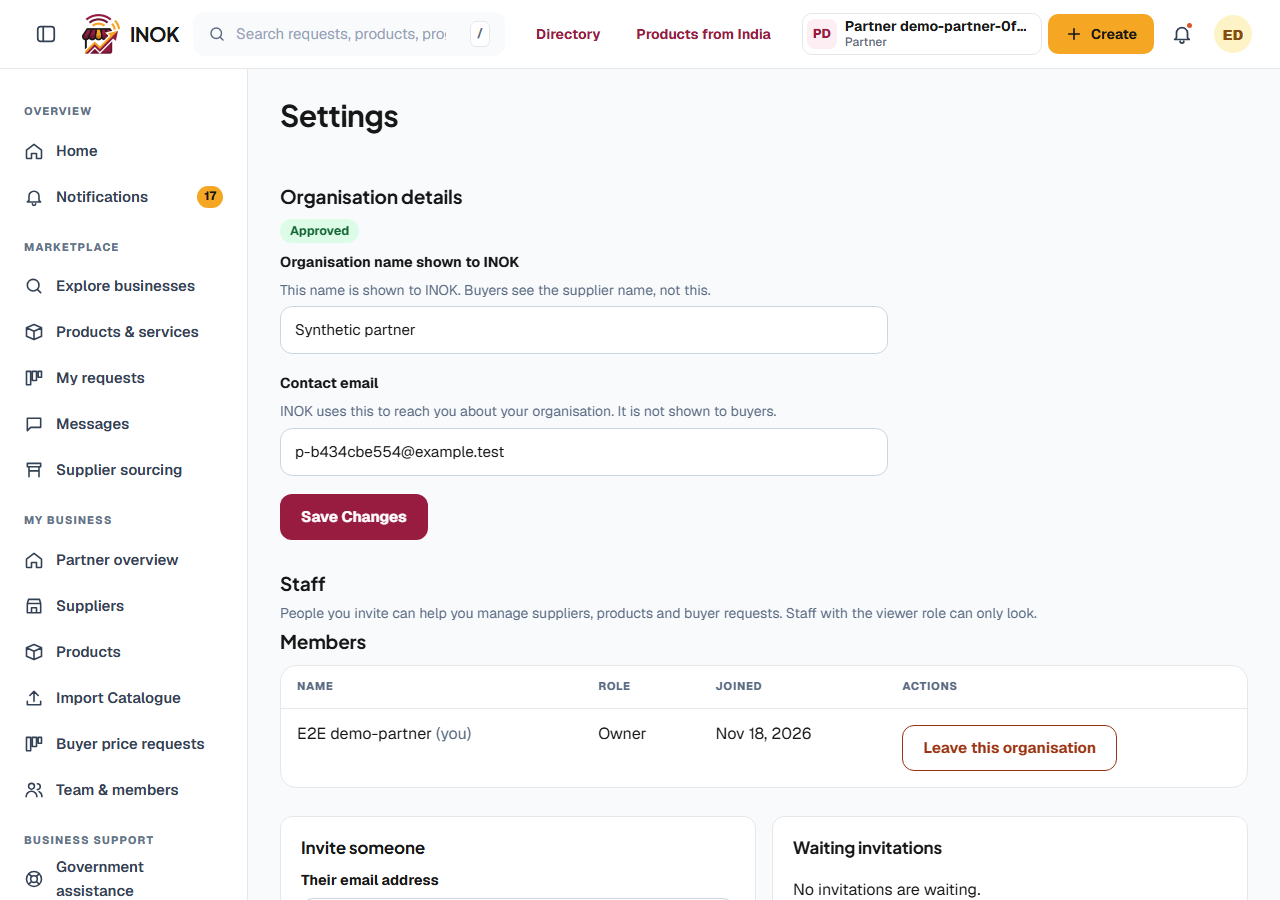 INOK
Search requests, products, pro
/
Directory
Products from India
PD
Partner demo-partner-0f...
Partner
Create
ED
OVERVIEW
Home
Notifications
17
MARKETPLACE
Explore businesses
Products & services
My requests
Messages
Supplier sourcing
MY BUSINESS
Partner overview
Suppliers
Products
Import Catalogue
Buyer price requests
Team & members
BUSINESS SUPPORT
Government
assistance
Settings
Organisation details
Approved
Organisation name shown to INOK
This name is shown to INOK. Buyers see the supplier name, not this.
Synthetic partner
Contact email
INOK uses this to reach you about your organisation. It is not shown to buyers.
p-b434cbe554@example.test
Save Changes
Staff
People you invite can help you manage suppliers, products and buyer requests. Staff with the viewer role can only look.
Members
NAME ROLE JOINED ACTIONS
E2E demo-partner (you) Owner Nov 18, 2026 Leave this organisation
Invite someone
Their email address
Waiting invitations
No invitations are waiting.